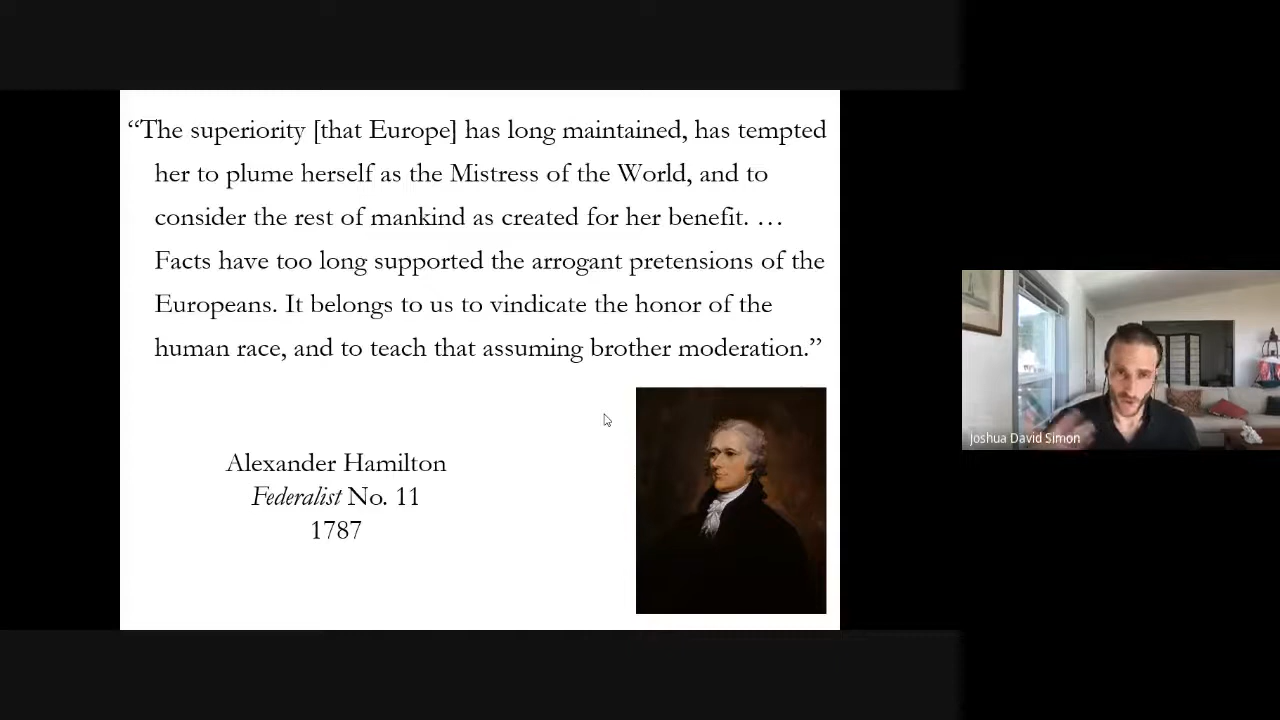 “The superiority [that Europe] has long maintained, has tempted
her to plume herself as the Mistress of the World, and to
consider the rest of mankind as created for her benefit. …
Facts have too long supported the arrogant pretensions of the
Europeans. It belongs to us to vindicate the honor of the
human race, and to teach that assuming brother moderation.”
Alexander Hamilton
Federalist No. 11
1787
Joshua David Simon